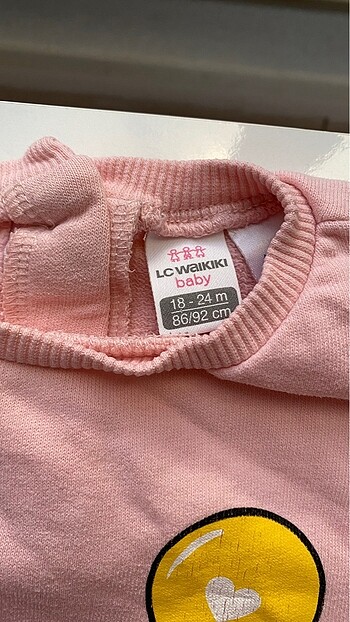 LC WAIKIKI
baby
18 - 24 m
86/92 cm